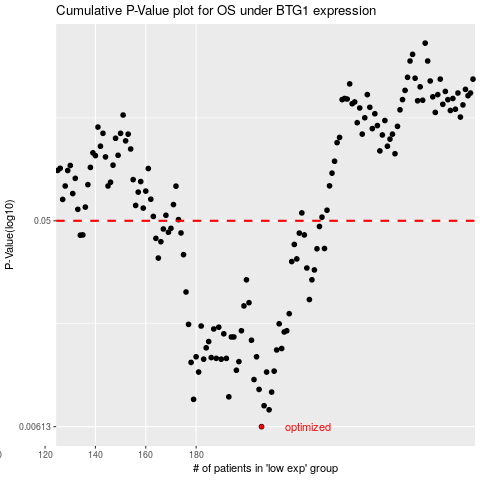 Cumulative P-Value plot for OS under BTG1 expression
P-Value(log10)
0.05
0.00613
optimized
0 120 140 160 180
# of patients in 'low exp' group